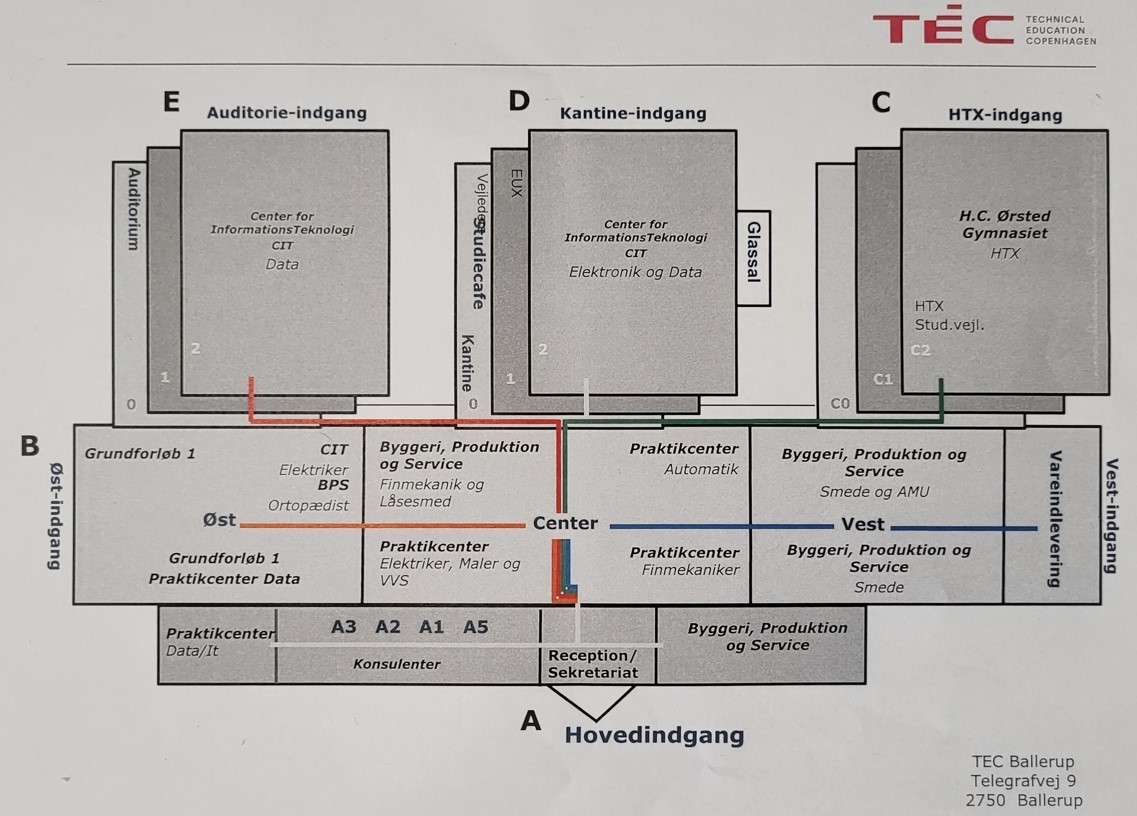 TEC
TECHNICAL
EDUCATION
COPENHAGEN
E
Auditorie-indgang
D
Kantine-indgang
C
HTX-indgang
Auditorium
0
1
2
Center for
InformationsTeknologi
CIT
Data
Studiecafe
Kantine
0
EUX
1
2
Center for
InformationsTeknologi
CIT
Elektronik og Data
Glassal
C0
C1
C2
H.C. Ørsted
Gymnasiet
HTX
HTX
Stud.vejl.
B
Øst-indgang
Grundforløb 1
CIT
Elektriker
BPS
Ortopædist
Byggeri, Produktion
og Service
Finmekanik og
Låsesmed
Praktikcenter
Automatik
Byggeri, Produktion og
Service
Smede og AMU
Vareindlevering
Vest-indgang
Øst
Center
Vest
Grundforløb 1
Praktikcenter Data
Praktikcenter
Elektriker, Maler og
VVS
Praktikcenter
Finmekaniker
Byggeri, Produktion og
Service
Smede
Praktikcenter
Data/It
A3 A2 A1 A5
Konsulenter
Reception/
Sekretariat
Byggeri, Produktion
og Service
A
Hovedindgang
TEC Ballerup
Telegrafvej 9
2750 Ballerup